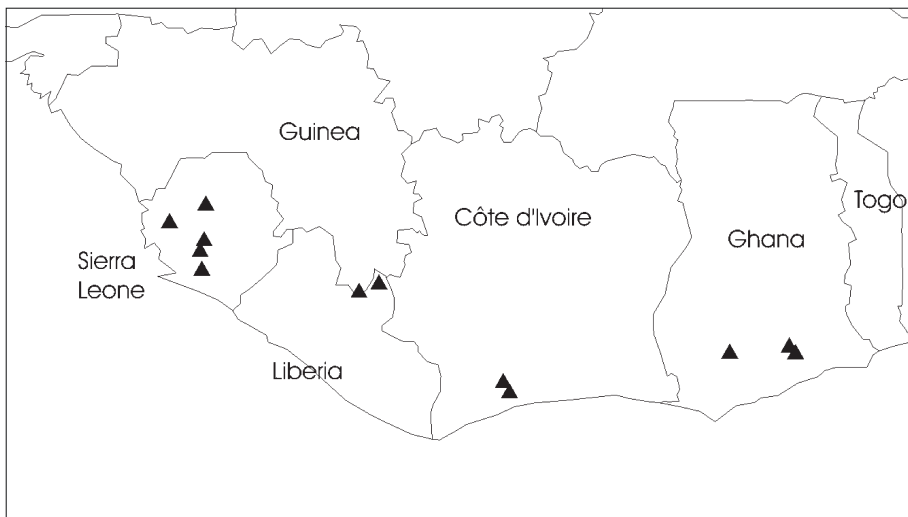 Guinea
Togo
Côte d'Ivoire
Ghana
Sierra
Leone
Liberia